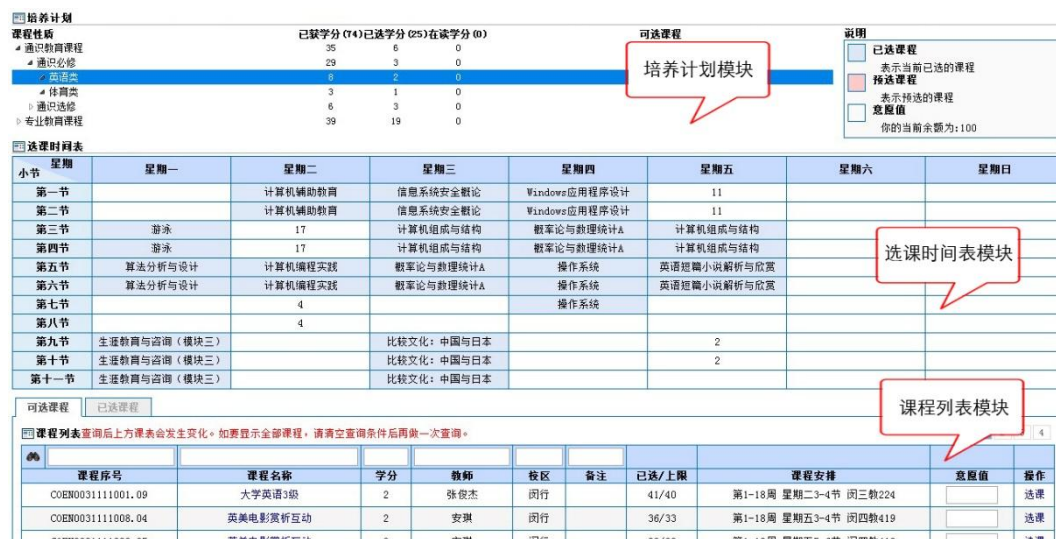 培养计划
课程性质 已获学分(74) 已选学分(25) 在读学分(0) 可选课程
通识教育课程 35 6 0
通识必修 29 3 0
英语类 8 2 0
体育类 3 1 0
通识选修 6 3 0
专业教育课程 39 19 0
培养计划模块
说明
已选课程
表示当前已选的课程
预选课程
表示预选的课程
意愿值
你的当前余额为:100
选课时间表
小节 星期 星期一 星期二 星期三 星期四 星期五 星期六 星期日
第一节 计算机辅助教育 信息系统安全概论 Windows应用程序设计 11
第二节 计算机辅助教育 信息系统安全概论 Windows应用程序设计 11
第三节 游泳 17 计算机组成与结构 概率论与数理统计A 计算机组成与结构
第四节 游泳 17 计算机组成与结构 概率论与数理统计A 计算机组成与结构
第五节 算法分析与设计 计算机编程实践 概率论与数理统计A 操作系统 英语短篇小说解析与欣赏
第六节 算法分析与设计 计算机编程实践 概率论与数理统计A 操作系统 英语短篇小说解析与欣赏
第七节 4 操作系统
第八节 4
第九节 生涯教育与咨询（模块三） 比较文化：中国与日本 2
第十节 生涯教育与咨询（模块三） 比较文化：中国与日本 2
第十一节 生涯教育与咨询（模块三） 比较文化：中国与日本
选课时间表模块
可选课程 已选课程
课程列表模块
课程列表查询后上方课表会发生变化。如要显示全部课程，请清空查询条件后再做一次查询。 4
课程序号 课程名称 学分 教师 校区 备注 已选/上限 课程安排 意愿值 操作
COEN0031111001.09 大学英语3级 2 张俊杰 闵行 41/40 第1-18周 星期二3-4节 闵三教224 选课
COEN0031111008.04 英美电影赏析互动 2 安琪 闵行 36/33 第1-18周 星期五3-4节 闵四教419 选课